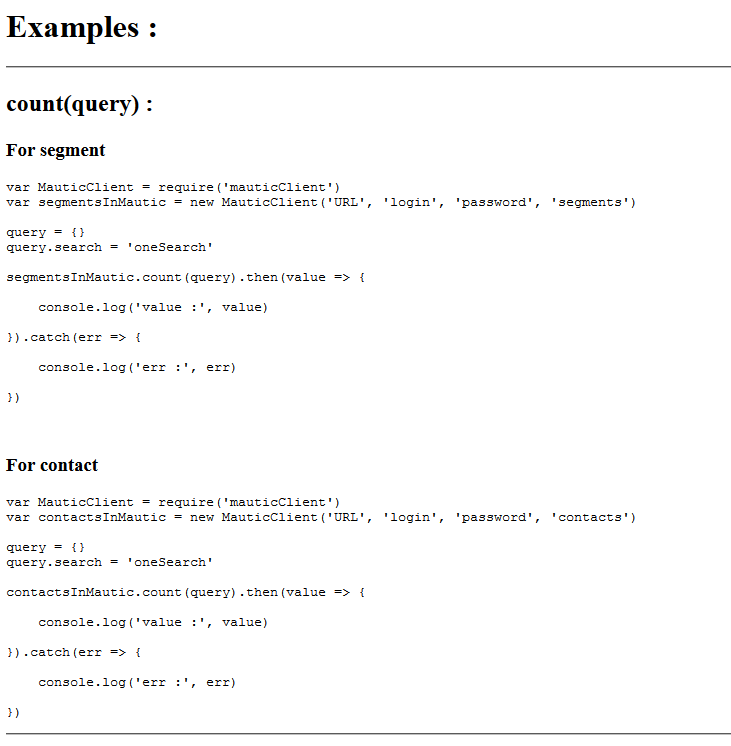 Examples :
count(query) :
For segment
var MauticClient = require('mauticClient')
var segmentsInMautic = new MauticClient('URL', 'login', 'password', 'segments')
query = {}
query.search = 'oneSearch'
segmentsInMautic.count(query).then(value => {
    console.log('value :', value)
}).catch(err => {
    console.log('err :', err)
})
For contact
var MauticClient = require('mauticClient')
var contactsInMautic = new MauticClient('URL', 'login', 'password', 'contacts')
query = {}
query.search = 'oneSearch'
contactsInMautic.count(query).then(value => {
    console.log('value :', value)
}).catch(err => {
    console.log('err :', err)
})